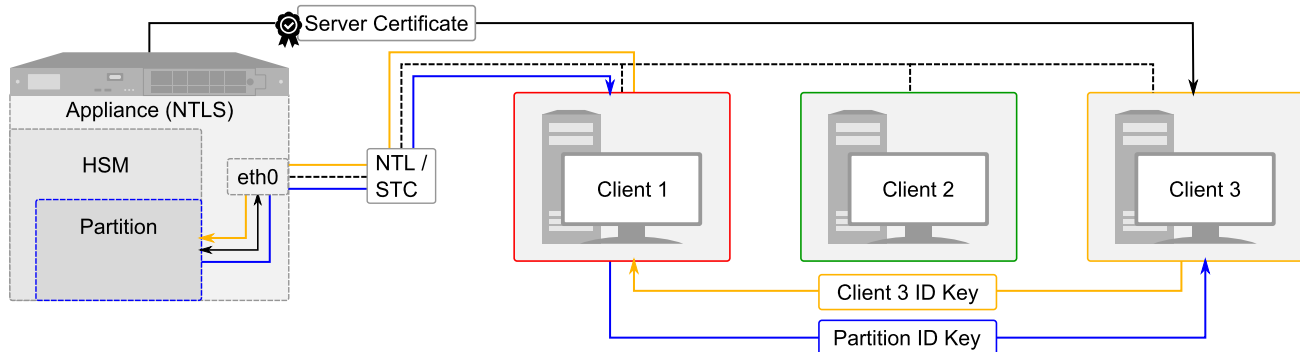 Server Certificate
Appliance (NTLS)
HSM
eth0
NTL /
STC
Partition
Client 1
Client 2
Client 3
Client 3 ID Key
Partition ID Key